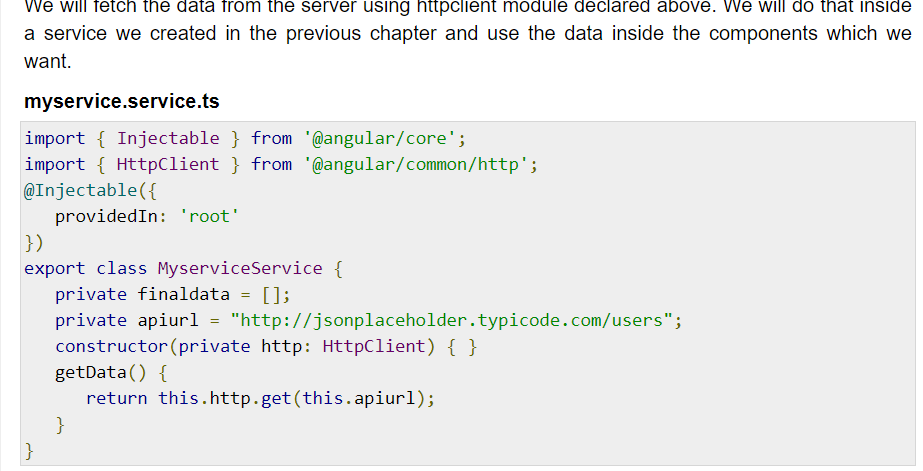 We will fetch the data from the server using httpclient module declared above. We will do that inside
a service we created in the previous chapter and use the data inside the components which we
want.
myservice.service.ts
import { Injectable } from '@angular/core';
import { HttpClient } from '@angular/common/http';
@Injectable({
   providedIn: 'root'
})
export class MyserviceService {
   private finaldata = [];
   private apiurl = "http://jsonplaceholder.typicode.com/users";
   constructor(private http: HttpClient) { }
   getData() {
      return this.http.get(this.apiurl);
   }
}